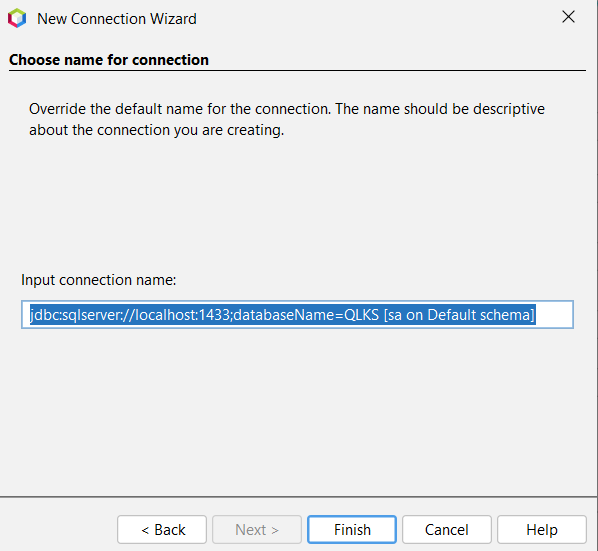 New Connection Wizard
Choose name for connection
Override the default name for the connection. The name should be descriptive
about the connection you are creating.
Input connection name:
jdbc:sqlserver://localhost:1433;databaseName=QLKS [sa on Default schema]
< Back
Next >
Finish
Cancel
Help